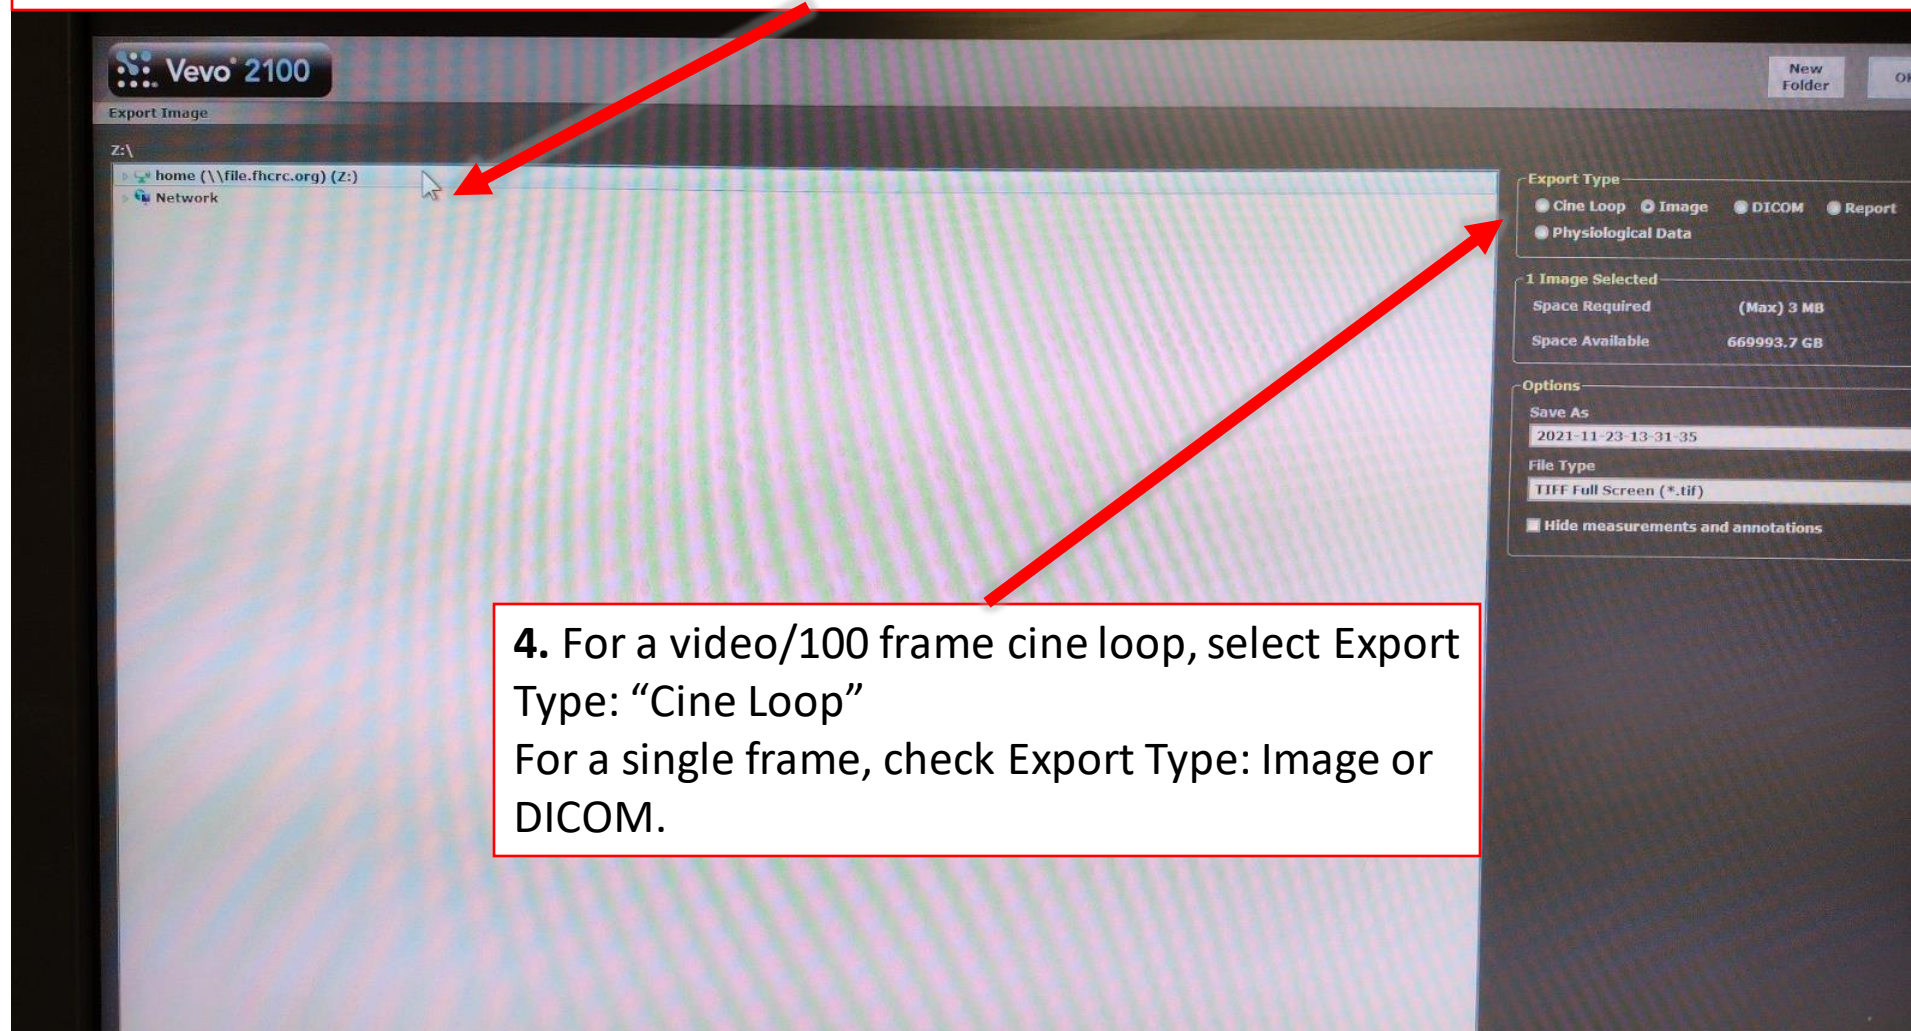 Vevo® 2100
New
Folder
Export Image
Z:\
home (\\file.fhcrc.org) (Z:)
Network
Export Type
Cine Loop Image DICOM Report
Physiological Data
1 Image Selected
Space Required (Max) 3 MB
Space Available 669993.7 GB
Options
Save As
2021-11-23-13-31-35
File Type
TIFF Full Screen (*.tif)
Hide measurements and annotations
4. For a video/100 frame cine loop, select Export
Type: “Cine Loop”
For a single frame, check Export Type: Image or
DICOM.